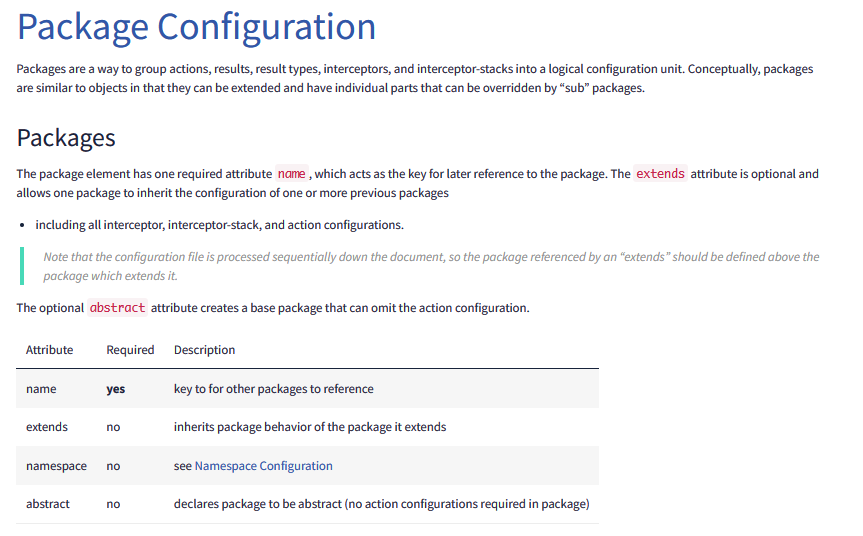 Package Configuration
Packages are a way to group actions, results, result types, interceptors, and interceptor-stacks into a logical configuration unit. Conceptually, packages
are similar to objects in that they can be extended and have individual parts that can be overridden by “sub” packages.
Packages
The package element has one required attribute name , which acts as the key for later reference to the package. The extends attribute is optional and
allows one package to inherit the configuration of one or more previous packages
• including all interceptor, interceptor-stack, and action configurations.
Note that the configuration file is processed sequentially down the document, so the package referenced by an “extends” should be defined above the
package which extends it.
The optional abstract attribute creates a base package that can omit the action configuration.
Attribute Required Description
name yes key to for other packages to reference
extends no inherits package behavior of the package it extends
namespace no see Namespace Configuration
abstract no declares package to be abstract (no action configurations required in package)